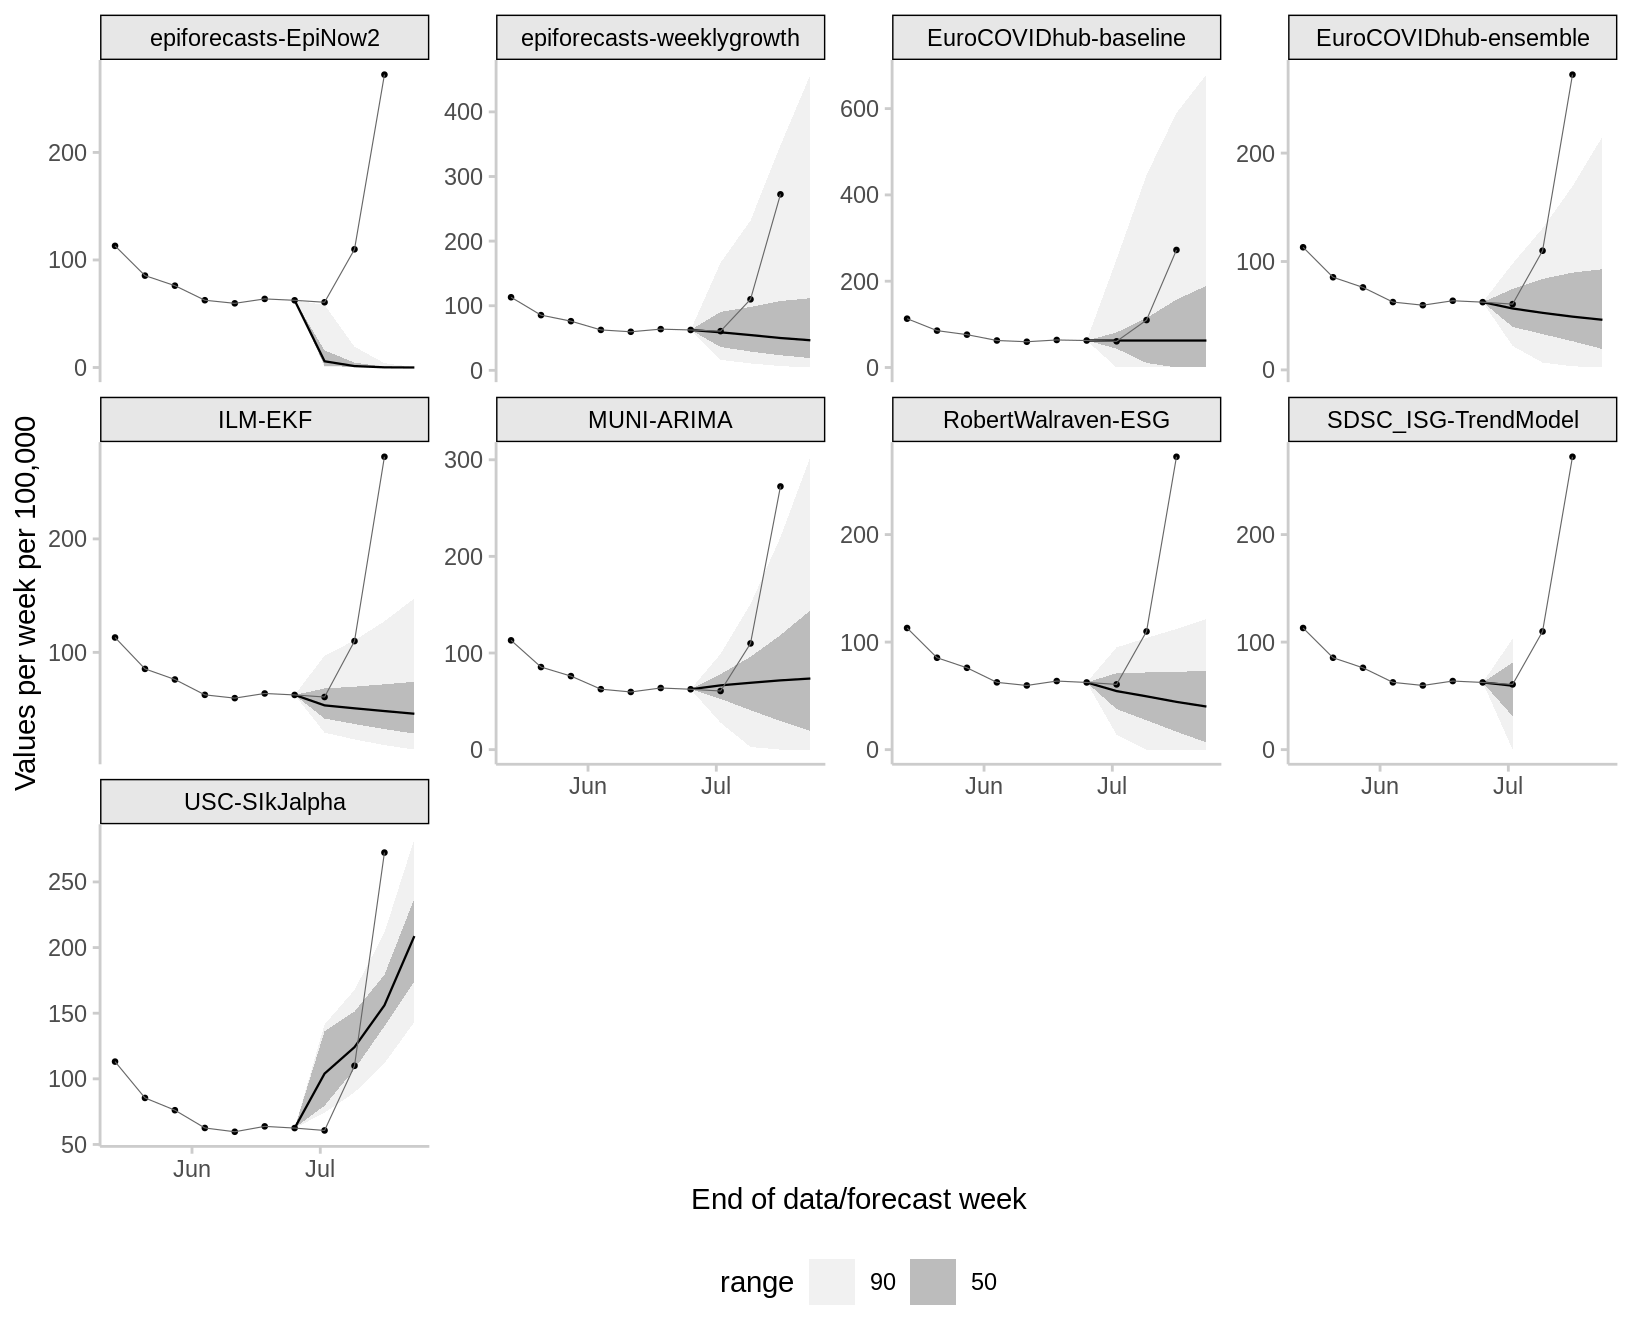 epiforecasts-EpiNow2
epiforecasts-weeklygrowth
EuroCOVIDhub-baseline
EuroCOVIDhub-ensemble
200
100
0
400
300
200
100
0
600
400
200
0
200
100
0
Values per week per 100,000
ILM-EKF
MUNI-ARIMA
RobertWalraven-ESG
SDSC_ISG-TrendModel
200
100
300
200
100
0
200
100
0
200
100
0
Jun Jul
Jun Jul
Jun Jul
USC-SIkJalpha
250
200
150
100
50
Jun Jul
End of data/forecast week
range 90 50